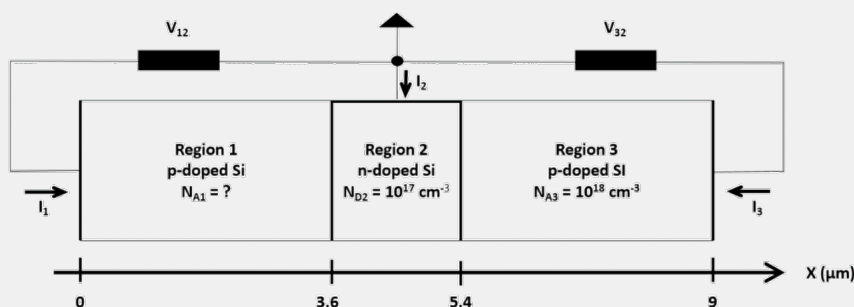 V12
V32
I2
Region 1
p-doped Si
NA1 = ?
Region 2
n-doped Si
ND2 = 10^17 cm^-3
Region 3
p-doped SI
NA3 = 10^18 cm^-3
I1
I3
X (μm)
0
3.6
5.4
9